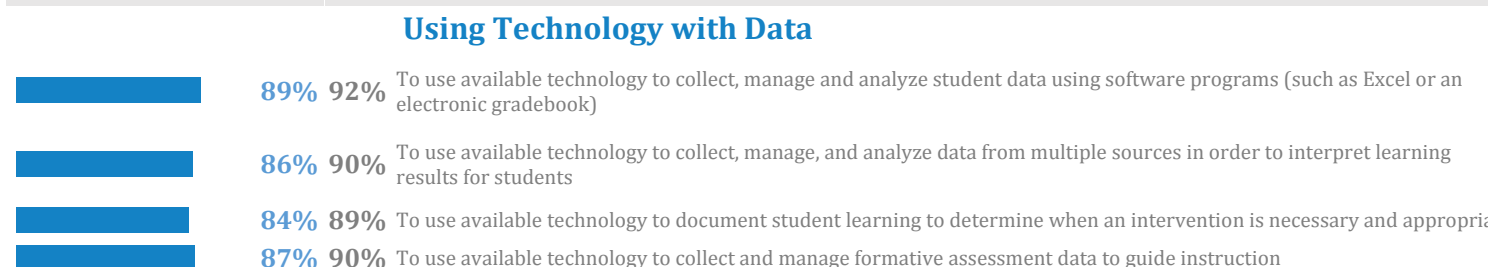 Using Technology with Data
89% 92% To use available technology to collect, manage and analyze student data using software programs (such as Excel or an
electronic gradebook)
86% 90% To use available technology to collect, manage, and analyze data from multiple sources in order to interpret learning
results for students
84% 89% To use available technology to document student learning to determine when an intervention is necessary and appropria
87% 90% To use available technology to collect and manage formative assessment data to guide instruction